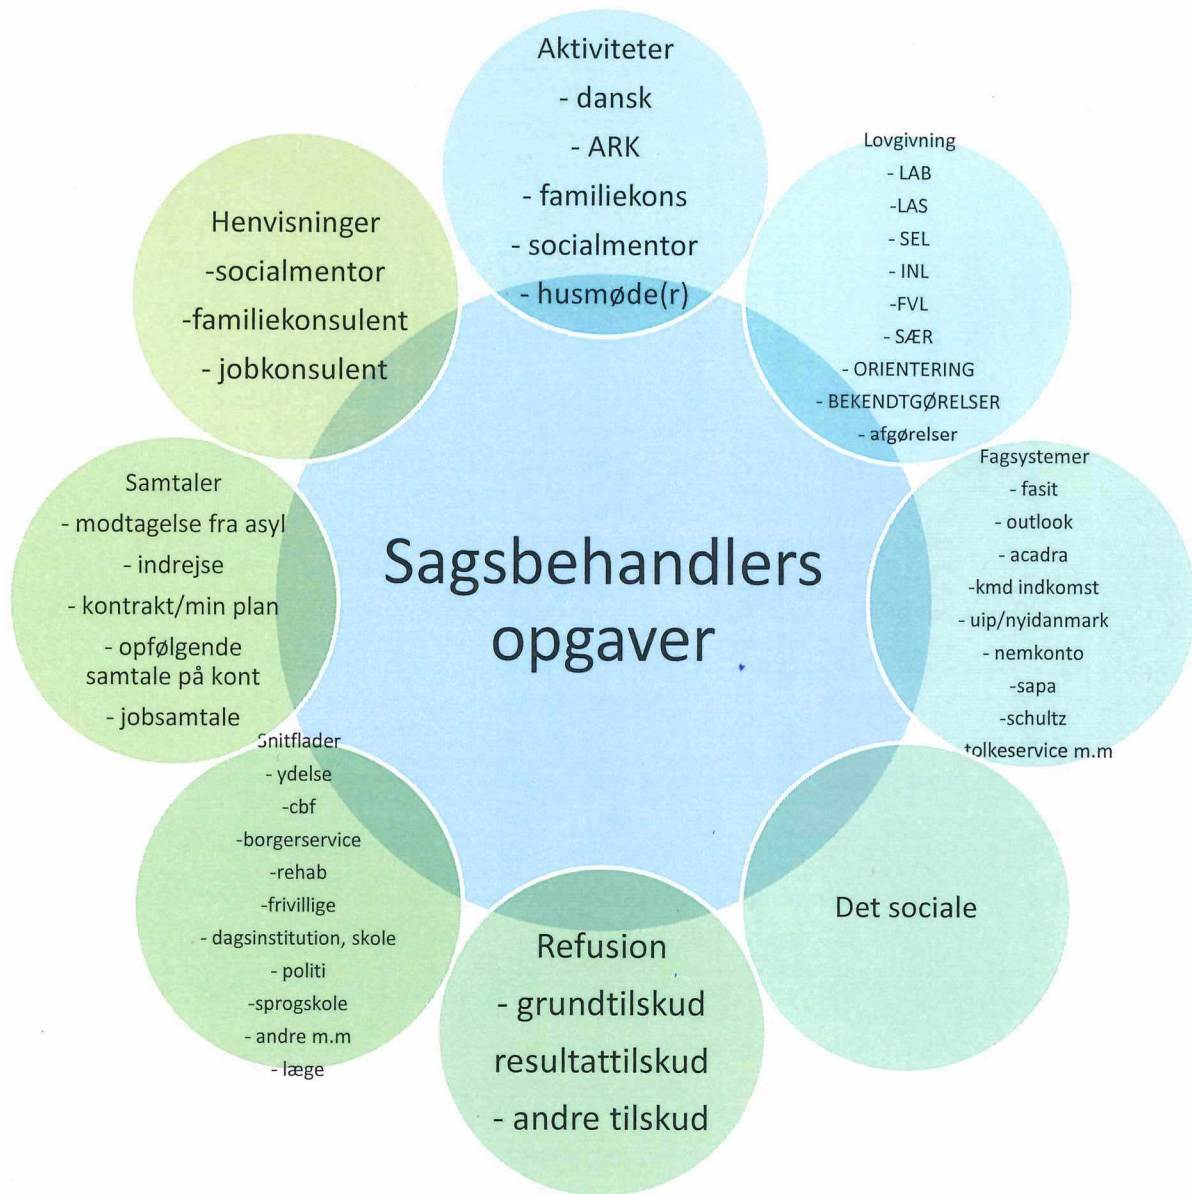 Aktiviteter
- dansk
- ARK
- familiekons
- socialmentor
- husmøde(r)
Lovgivning
- LAB
-LAS
- SEL
- INL
-FVL
- SÆR
- ORIENTERING
- BEKENDTGØRELSER
- afgørelser
Fagsystemer
- fasit
- outlook
- acadra
-kmd indkomst
- uip/nyidanmark
- nemkonto
-sapa
-schultz
tolkeservice m.m
Det sociale
Refusion
- grundtilskud
resultattilskud
- andre tilskud
Snitflader
- ydelse
-cbf
-borgerservice
-rehab
-frivillige
- dagsinstitution, skole
- politi
-sprogskole
- andre m.m
- læge
Samtaler
- modtagelse fra asyl
- indrejse
- kontrakt/min plan
- opfølgende
samtale på kont
- jobsamtale
Henvisninger
-socialmentor
-familiekonsulent
- jobkonsulent
Sagsbehandlers
opgaver